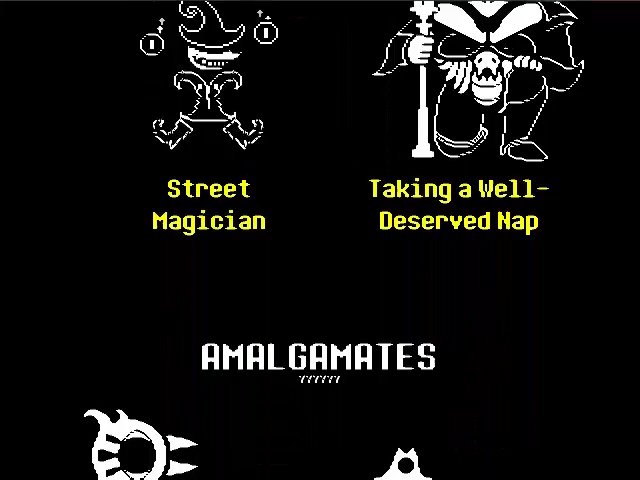 Street
Magician
Taking a Well-
Deserved Nap
AMALGAMATES